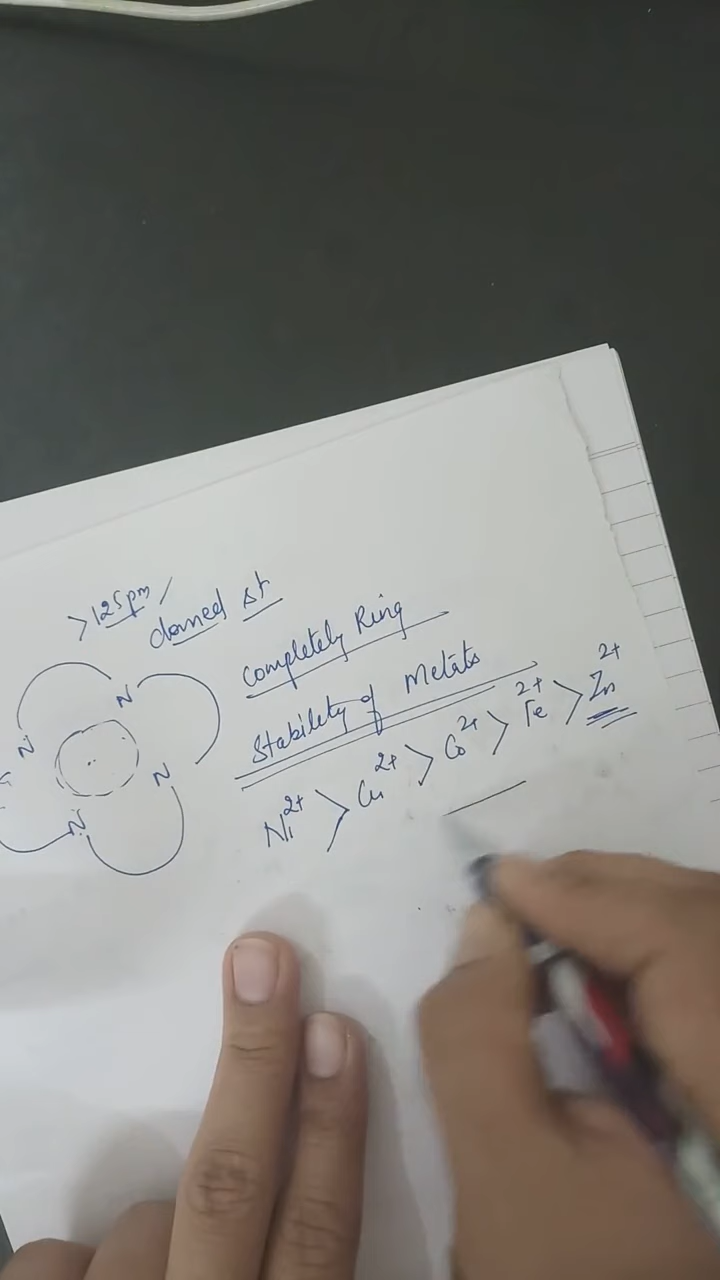 >125pm /
domed st
Completely Ring
Stability of Metals
Ni²⁺ > Cu²⁺ > Co²⁺ > Fe²⁺ > Zn²⁺
N
N
N
N